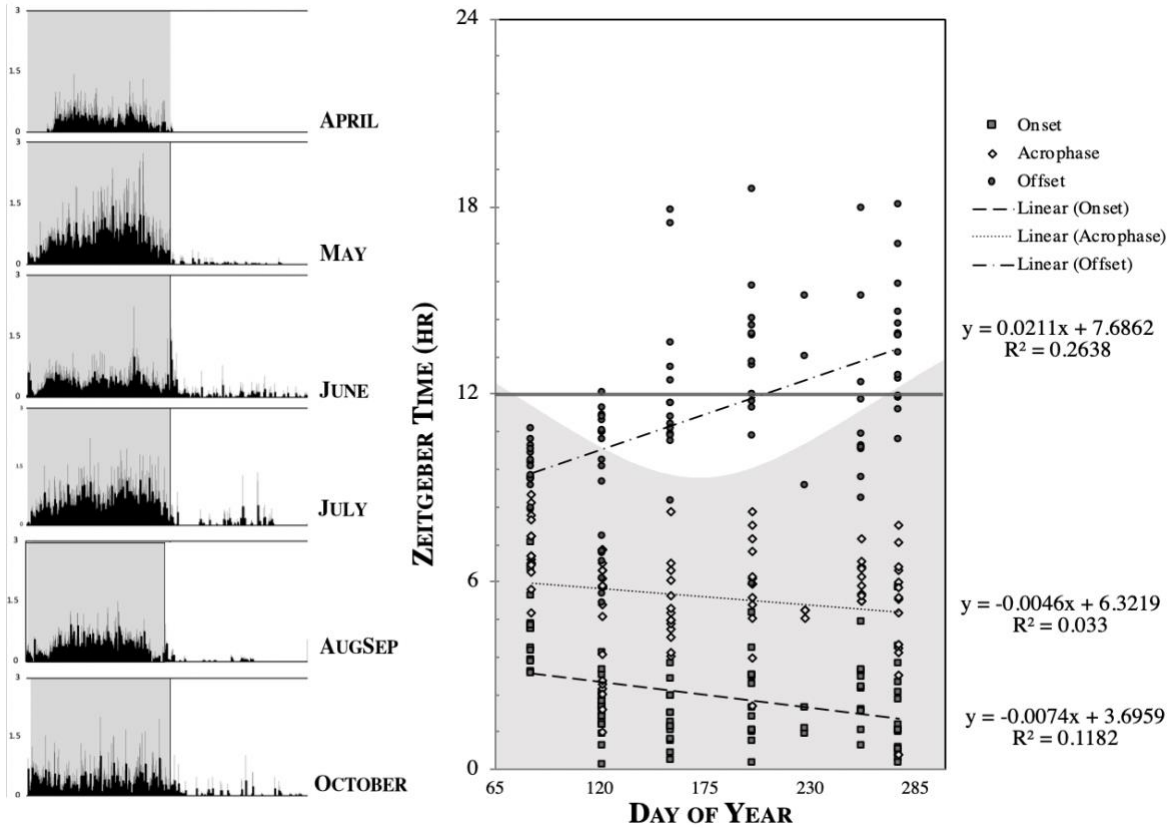 3
1.5
0
APRIL
3
1.5
0
MAY
3
1.5
0
JUNE
3
1.5
0
JULY
3
1.5
0
AUGSEP
3
1.5
0
OCTOBER
ZEITGEBER TIME (HR)
24
18
12
6
0
65 120 175 230 285
DAY OF YEAR
Onset
Acrophase
Offset
Linear (Onset)
Linear (Acrophase)
Linear (Offset)
y = 0.0211x + 7.6862
R² = 0.2638
y = -0.0046x + 6.3219
R² = 0.033
y = -0.0074x + 3.6959
R² = 0.1182